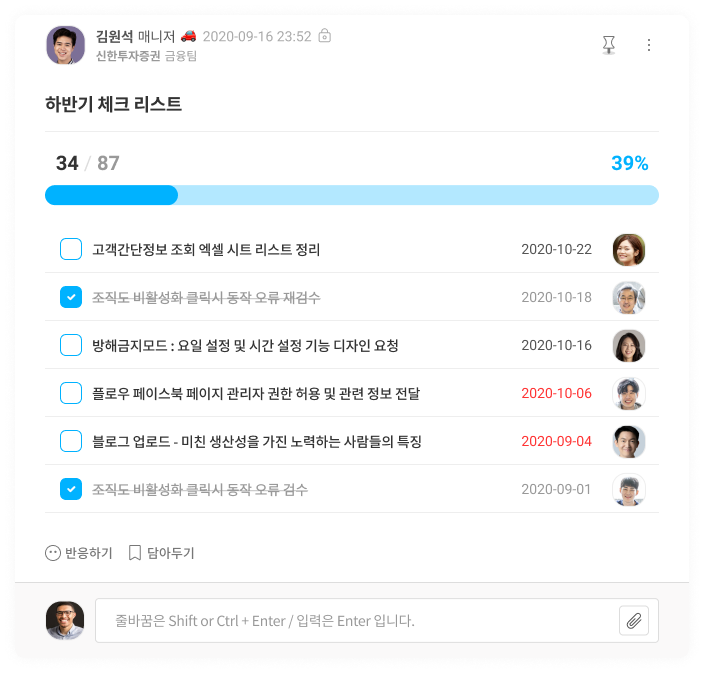 김원석 매니저 2020-09-16 23:52
신한투자증권 금융팀
하반기 체크 리스트
34 / 87 39%
고객간단정보 조회 엑셀 시트 리스트 정리 2020-10-22
조직도 비활성화 클릭시 동작 오류 재검수 2020-10-18
방해금지모드 : 요일 설정 및 시간 설정 기능 디자인 요청 2020-10-16
플로우 페이스북 페이지 관리자 권한 허용 및 관련 정보 전달 2020-10-06
블로그 업로드 - 미친 생산성을 가진 노력하는 사람들의 특징 2020-09-04
조직도 비활성화 클릭시 동작 오류 검수 2020-09-01
반응하기 담아두기
줄바꿈은 Shift or Ctrl + Enter / 입력은 Enter 입니다.